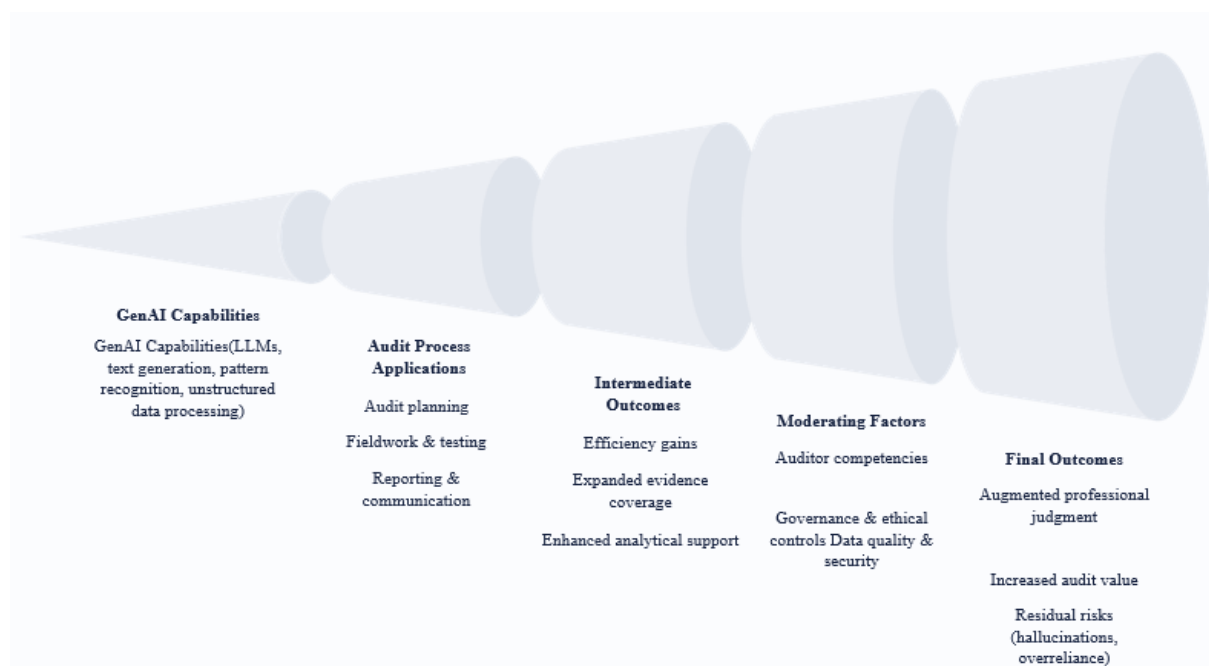 GenAI Capabilities
GenAI Capabilities(LLMs,
text generation, pattern
recognition, unstructured
data processing)
Audit Process
Applications
Audit planning
Fieldwork & testing
Reporting &
communication
Intermediate
Outcomes
Efficiency gains
Expanded evidence
coverage
Enhanced analytical support
Moderating Factors
Auditor competencies
Governance & ethical
controls Data quality &
security
Final Outcomes
Augmented professional
judgment
Increased audit value
Residual risks
(hallucinations,
overreliance)